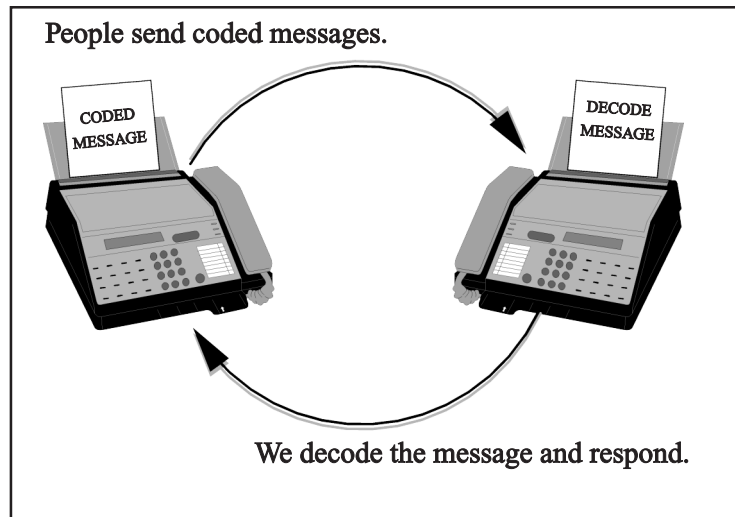 People send coded messages.
CODED
MESSAGE
DECODE
MESSAGE
We decode the message and respond.